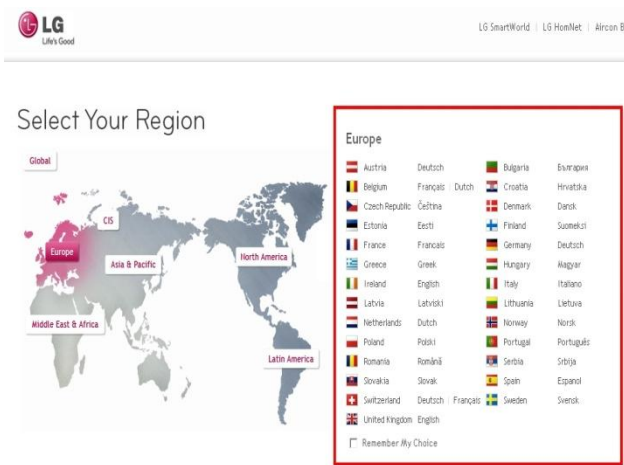 LG
Life's Good
LG SmartWorld | LG HomNet | Aircon B
Select Your Region
Global
CIS
Europe
Asia & Pacific
North America
Middle East & Africa
Latin America
Europe
Austria Deutsch Bulgaria България
Belgium Français | Dutch Croatia Hrvatska
Czech Republic Čeština Denmark Dansk
Estonia Eesti Finland Suomeksi
France Francais Germany Deutsch
Greece Greek Hungary Magyar
Ireland English Italy Italiano
Latvia Latviski Lithuania Lietuva
Netherlands Dutch Norway Norsk
Poland Polski Portugal Português
Romania Română Serbia Srbija
Slovakia Slovak Spain Espanol
Switzerland Deutsch | Français Sweden Svensk
United Kingdom English
Remember My Choice